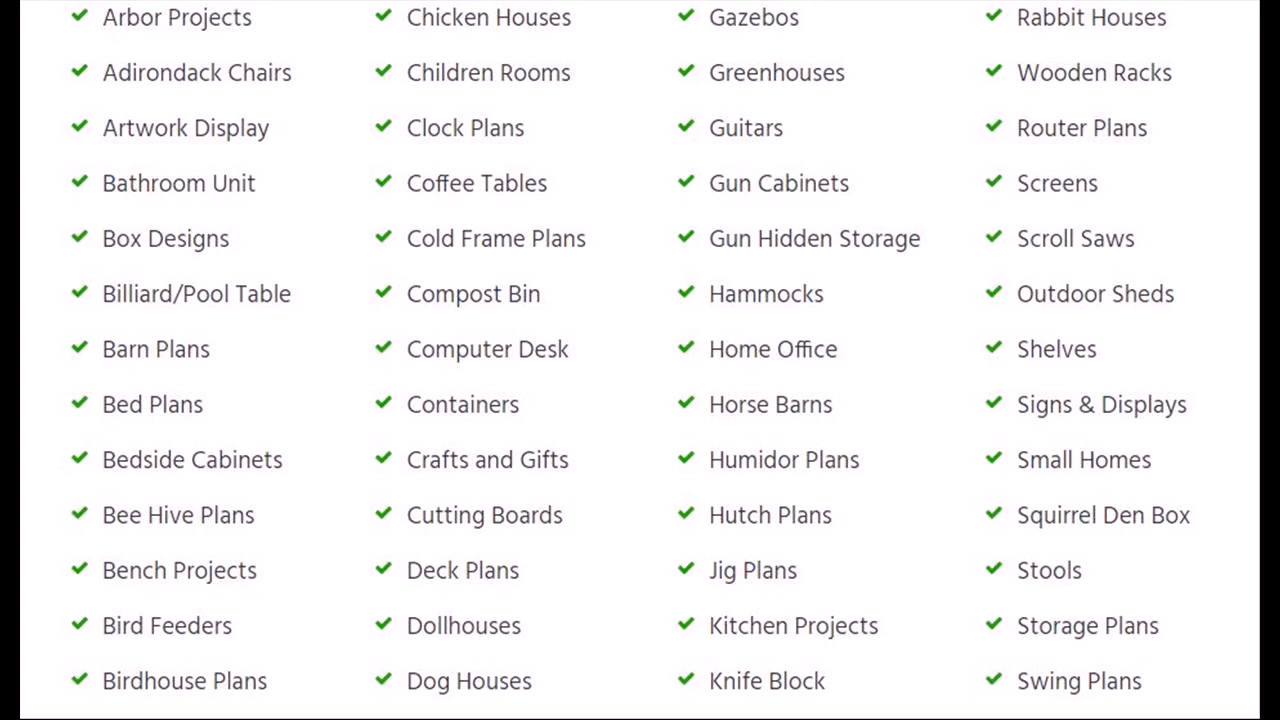 Arbor Projects
Adirondack Chairs
Artwork Display
Bathroom Unit
Box Designs
Billiard/Pool Table
Barn Plans
Bed Plans
Bedside Cabinets
Bee Hive Plans
Bench Projects
Bird Feeders
Birdhouse Plans
Chicken Houses
Children Rooms
Clock Plans
Coffee Tables
Cold Frame Plans
Compost Bin
Computer Desk
Containers
Crafts and Gifts
Cutting Boards
Deck Plans
Dollhouses
Dog Houses
Gazebos
Greenhouses
Guitars
Gun Cabinets
Gun Hidden Storage
Hammocks
Home Office
Horse Barns
Humidor Plans
Hutch Plans
Jig Plans
Kitchen Projects
Knife Block
Rabbit Houses
Wooden Racks
Router Plans
Screens
Scroll Saws
Outdoor Sheds
Shelves
Signs & Displays
Small Homes
Squirrel Den Box
Stools
Storage Plans
Swing Plans